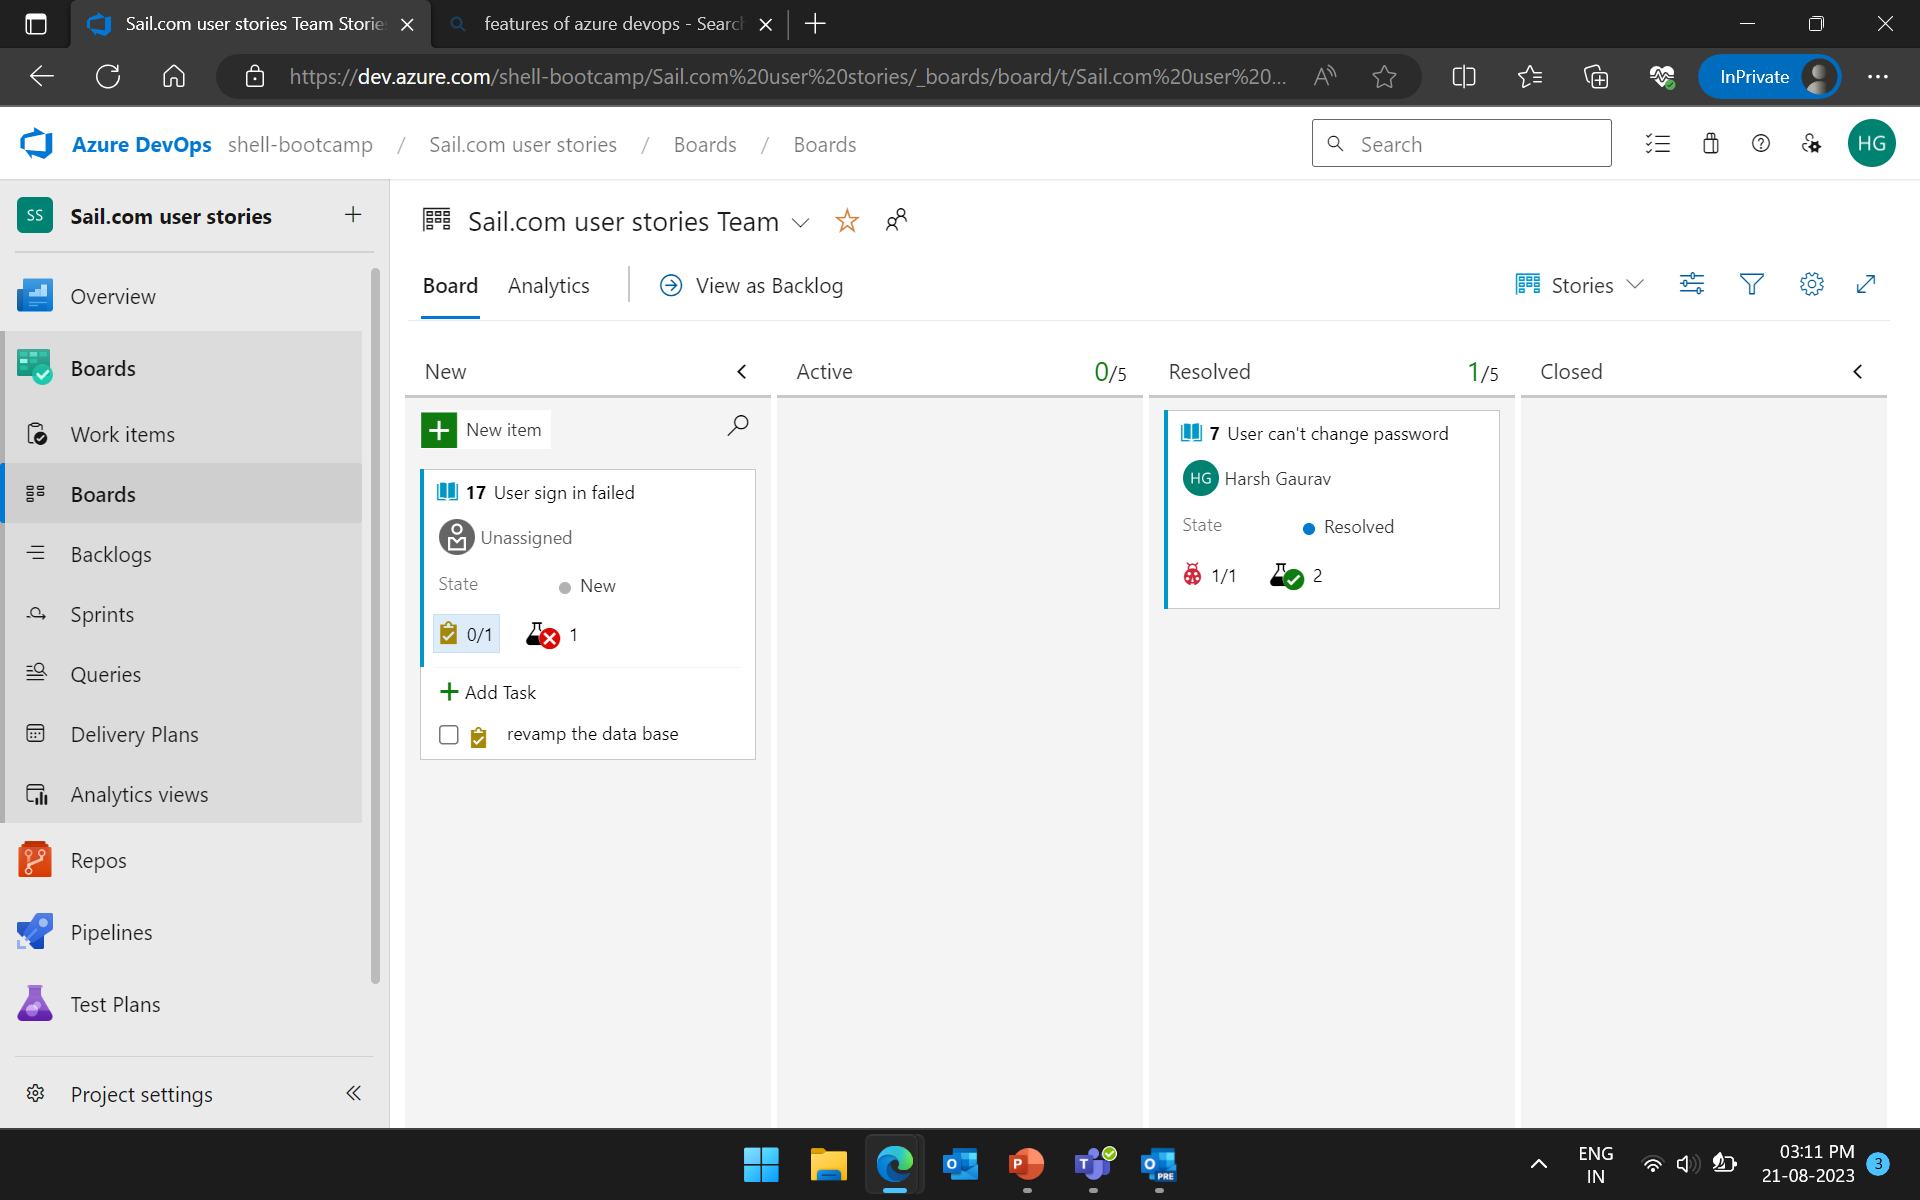 Sail.com user stories Team Storie
features of azure devops - Search
https://dev.azure.com/shell-bootcamp/Sail.com%20user%20stories/_boards/board/t/Sail.com%20user%20...
InPrivate
Azure DevOps shell-bootcamp / Sail.com user stories / Boards / Boards
Search
HG
SS Sail.com user stories
Overview
Boards
Work items
Boards
Backlogs
Sprints
Queries
Delivery Plans
Analytics views
Repos
Pipelines
Test Plans
Project settings
Sail.com user stories Team
Board Analytics View as Backlog
Stories
New
New item
17 User sign in failed
Unassigned
State New
0/1 1
Add Task
revamp the data base
Active 0/5
Resolved 1/5
7 User can't change password
HG Harsh Gaurav
State Resolved
1/1 2
Closed
ENG
IN
03:11 PM
21-08-2023
3
PRE